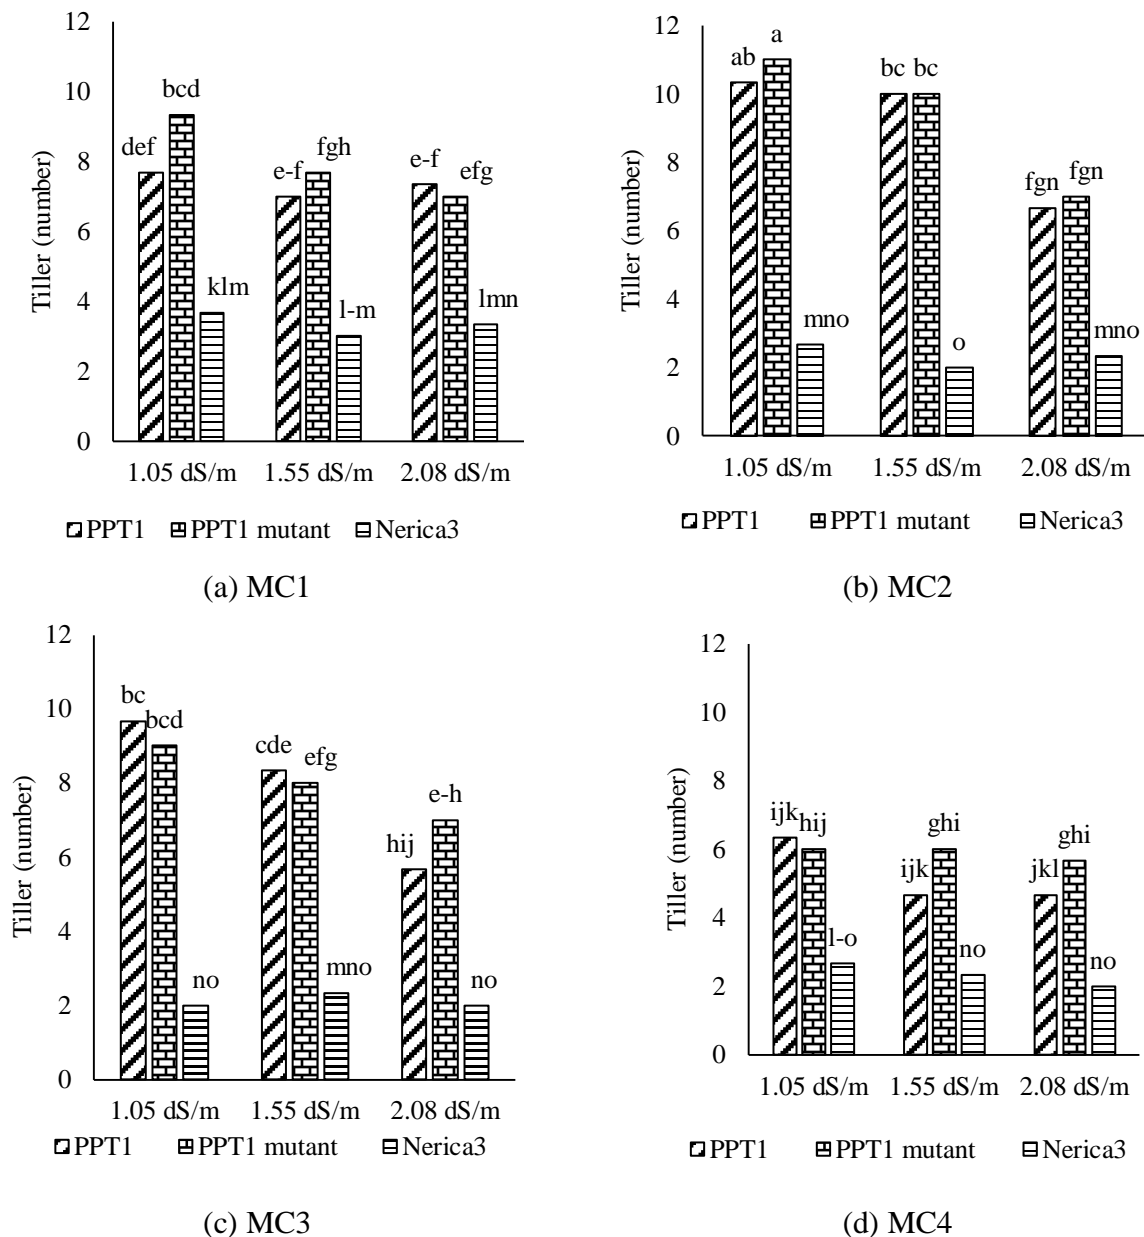 12
10
8
6
4
2
0
Tiller (number)
def
bcd
klm
e-f
fgh
l-m
e-f
efg
lmn
1.05 dS/m 1.55 dS/m 2.08 dS/m
PPT1 PPT1 mutant Nerica3
(a) MC1
12
10
8
6
4
2
0
Tiller (number)
ab
a
mno
bc
bc
o
fgn
fgn
mno
1.05 dS/m 1.55 dS/m 2.08 dS/m
PPT1 PPT1 mutant Nerica3
(b) MC2
12
10
8
6
4
2
0
Tiller (number)
bc
bcd
no
cde
efg
mno
hij
e-h
no
1.05 dS/m 1.55 dS/m 2.08 dS/m
PPT1 PPT1 mutant Nerica3
(c) MC3
12
10
8
6
4
2
0
Tiller (number)
ijk
hij
l-o
ijk
ghi
no
jkl
ghi
no
1.05 dS/m 1.55 dS/m 2.08 dS/m
PPT1 PPT1 mutant Nerica3
(d) MC4